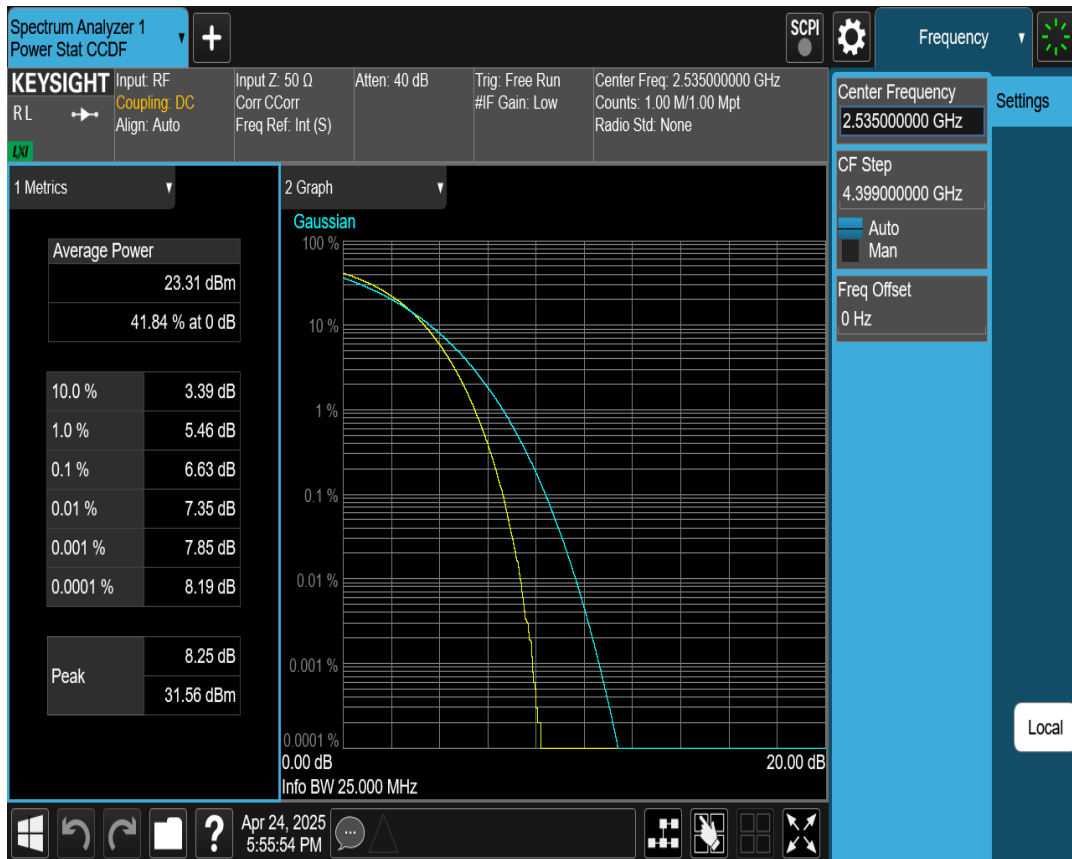 Spectrum Analyzer 1
Power Stat CCDF
▼
+
SCPI
Frequency
▼
KEYSIGHT
RL
LXI
Input: RF
Coupling: DC
Align: Auto
Input Z: 50 Ω
Corr CCorr
Freq Ref: Int (S)
Atten: 40 dB
Trig: Free Run
#IF Gain: Low
Center Freq: 2.535000000 GHz
Counts: 1.00 M/1.00 Mpt
Radio Std: None
Center Frequency
2.535000000 GHz
Settings
CF Step
4.399000000 GHz
Auto
Man
Freq Offset
0 Hz
Local
1 Metrics
▼
Average Power
23.31 dBm
41.84 % at 0 dB
10.0 % 3.39 dB
1.0 % 5.46 dB
0.1 % 6.63 dB
0.01 % 7.35 dB
0.001 % 7.85 dB
0.0001 % 8.19 dB
Peak
8.25 dB
31.56 dBm
2 Graph
▼
Gaussian
100 %
10 %
1 %
0.1 %
0.01 %
0.001 %
0.0001 %
0.00 dB 20.00 dB
Info BW 25.000 MHz
?
Apr 24, 2025
5:55:54 PM